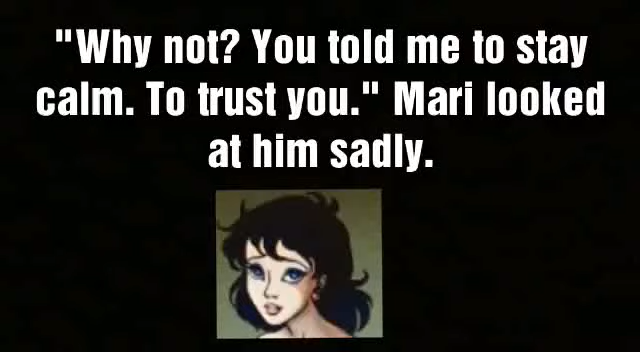 "Why not? You told me to stay
calm. To trust you." Mari looked
at him sadly.